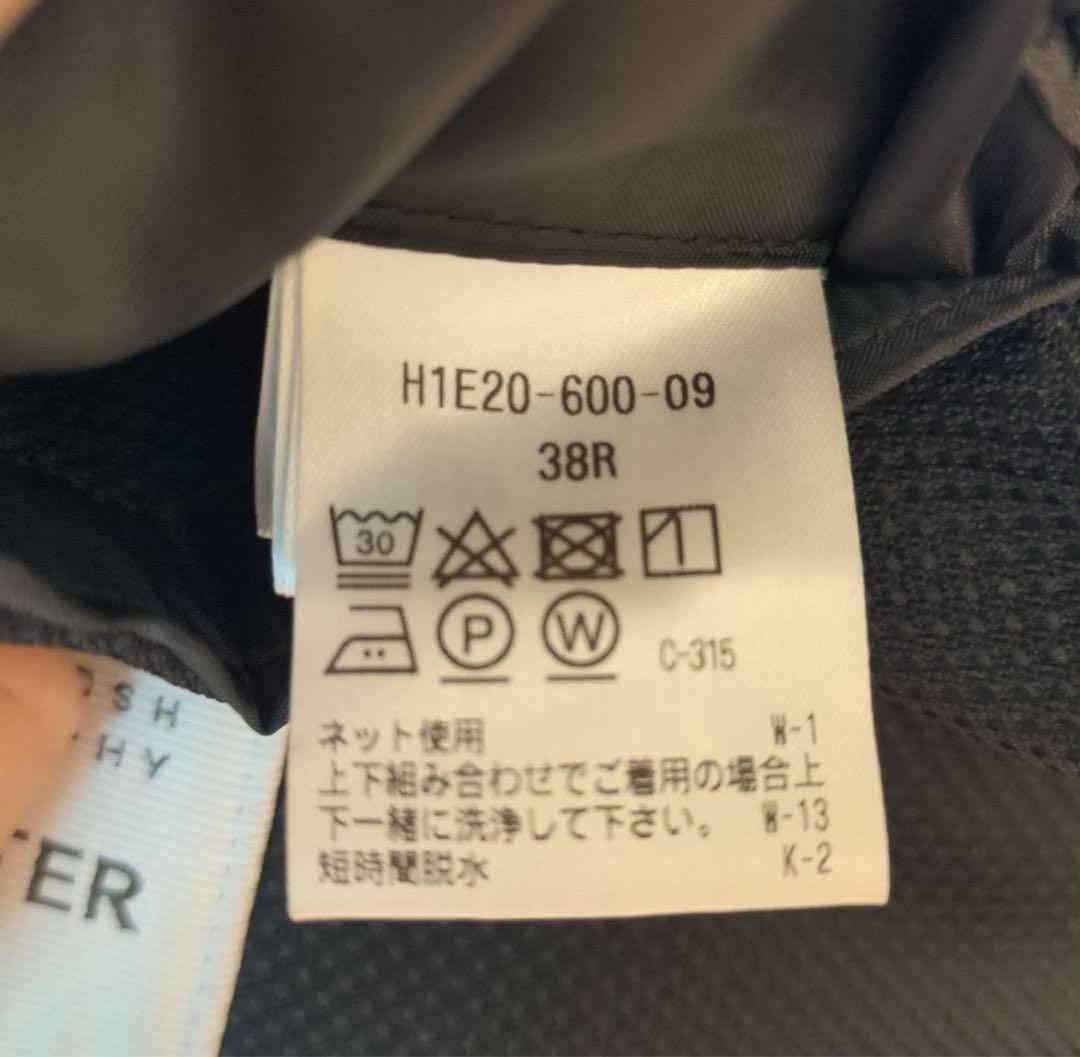 H1E20-600-09
38R
30
P W C-315
ネット使用 W-1
上下組み合わせでご着用の場合上
下一緒に洗浄して下さい。 W-13
短時間脱水 K-2
SH
HY
ER